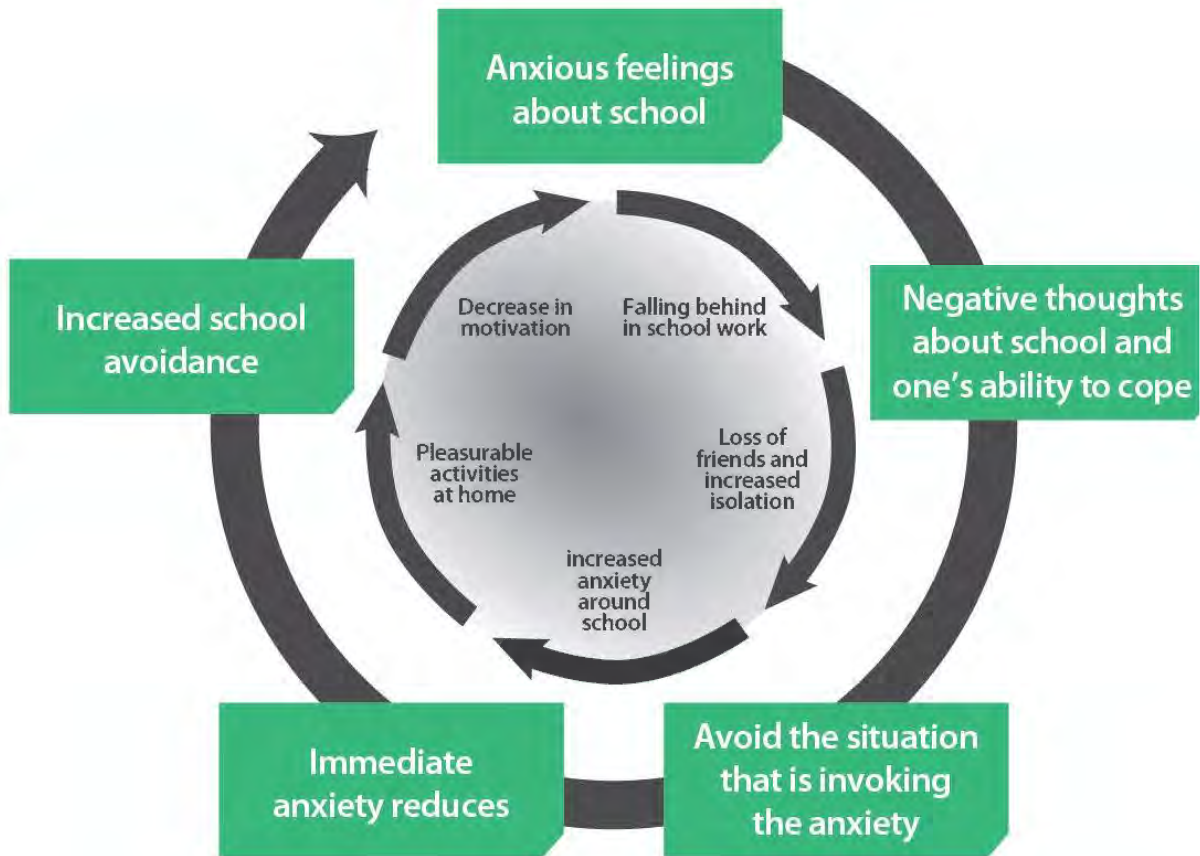 Anxious feelings
about school
Negative thoughts
about school and
one's ability to cope
Avoid the situation
that is invoking
the anxiety
Immediate
anxiety reduces
Increased school
avoidance
Falling behind
in school work
Loss of
friends and
increased
isolation
increased
anxiety
around
school
Pleasurable
activities
at home
Decrease in
motivation